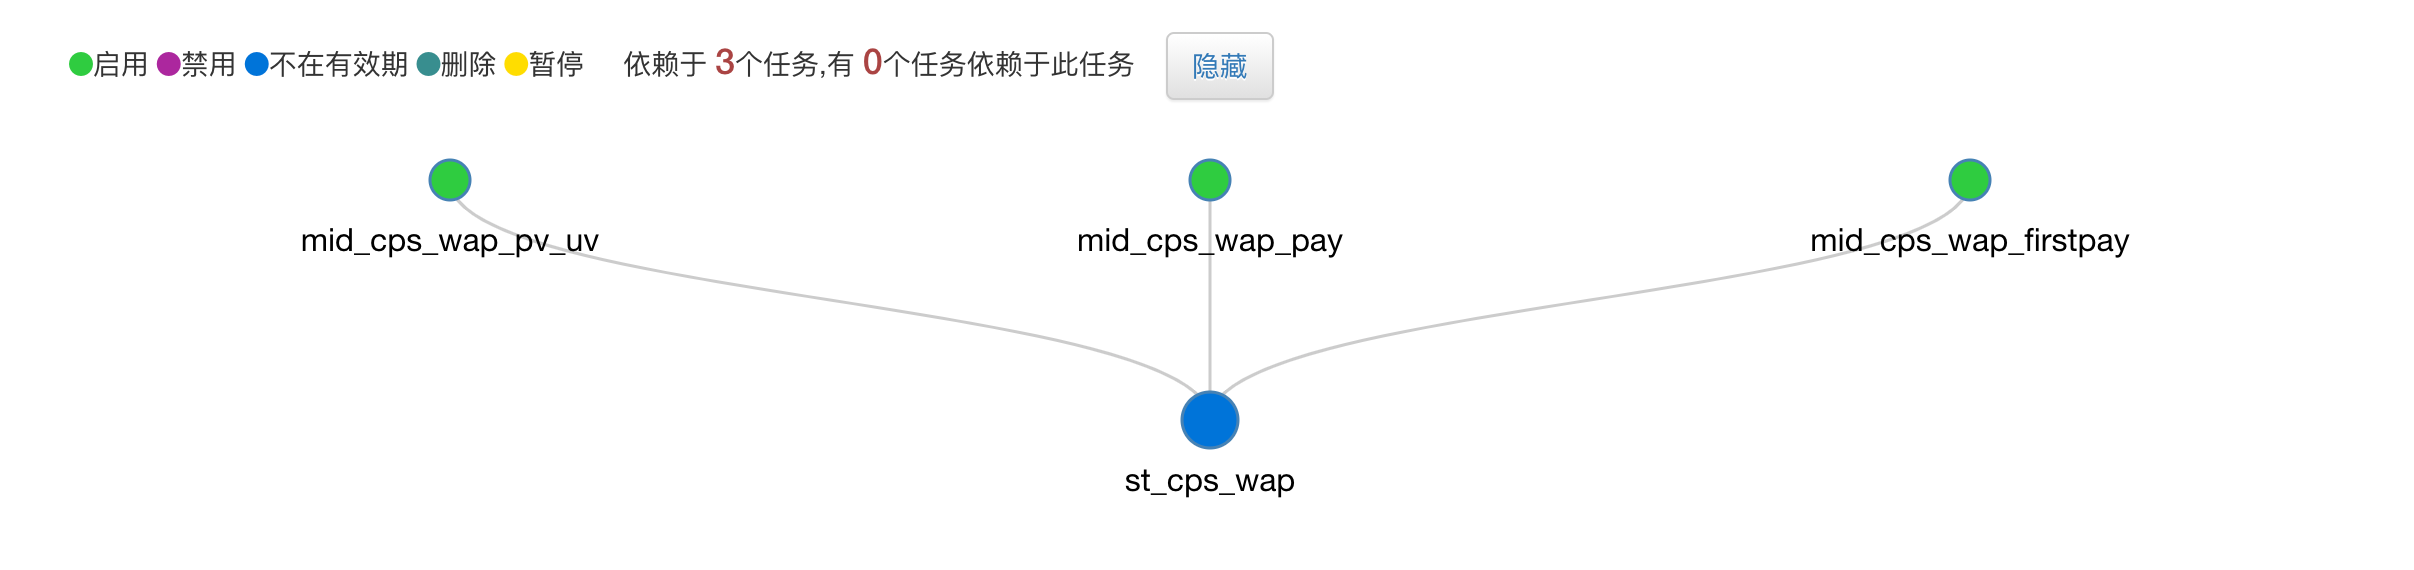 启用 禁用 不在有效期 删除 暂停 依赖于 3个任务,有 0个任务依赖于此任务 隐藏
mid_cps_wap_pv_uv mid_cps_wap_pay mid_cps_wap_firstpay
st_cps_wap